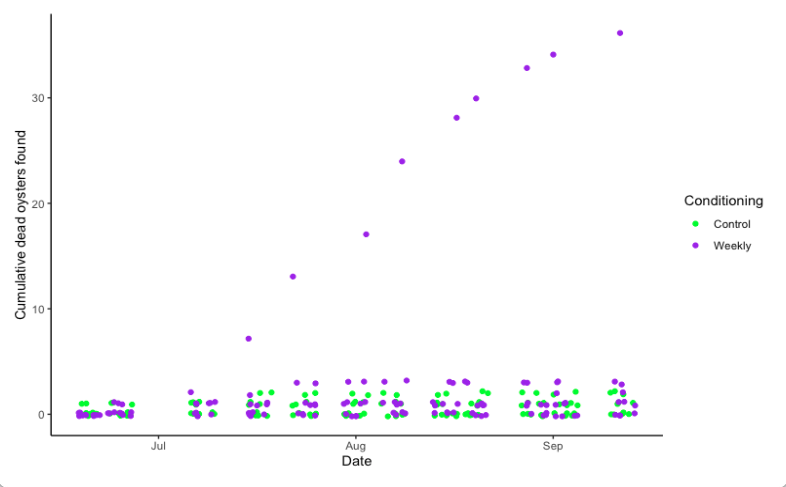 Cumulative dead oysters found
30
20
10
0
Jul
Aug
Sep
Date
Conditioning
Control
Weekly